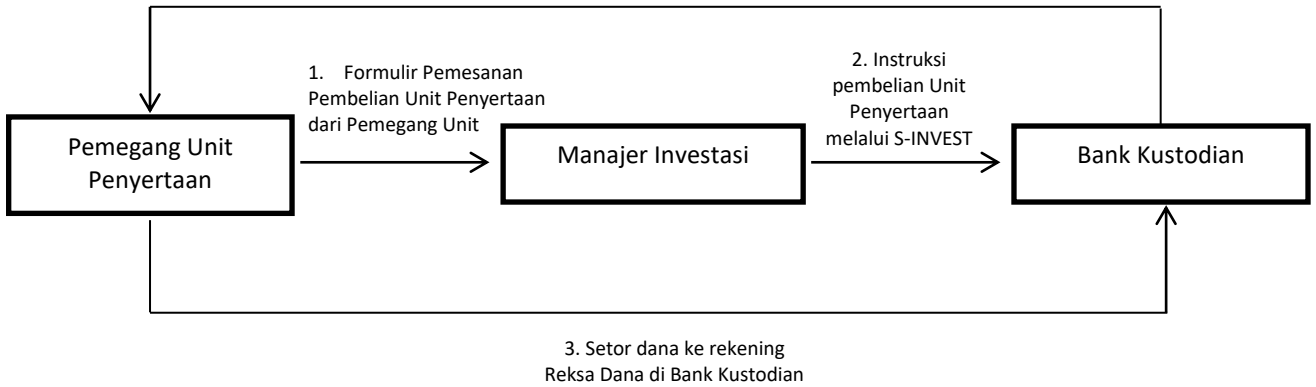 1. Formulir Pemesanan
Pembelian Unit Penyertaan
dari Pemegang Unit
2. Instruksi
pembelian Unit
Penyertaan
melalui S-INVEST
Pemegang Unit
Penyertaan
Manajer Investasi
Bank Kustodian
3. Setor dana ke rekening
Reksa Dana di Bank Kustodian